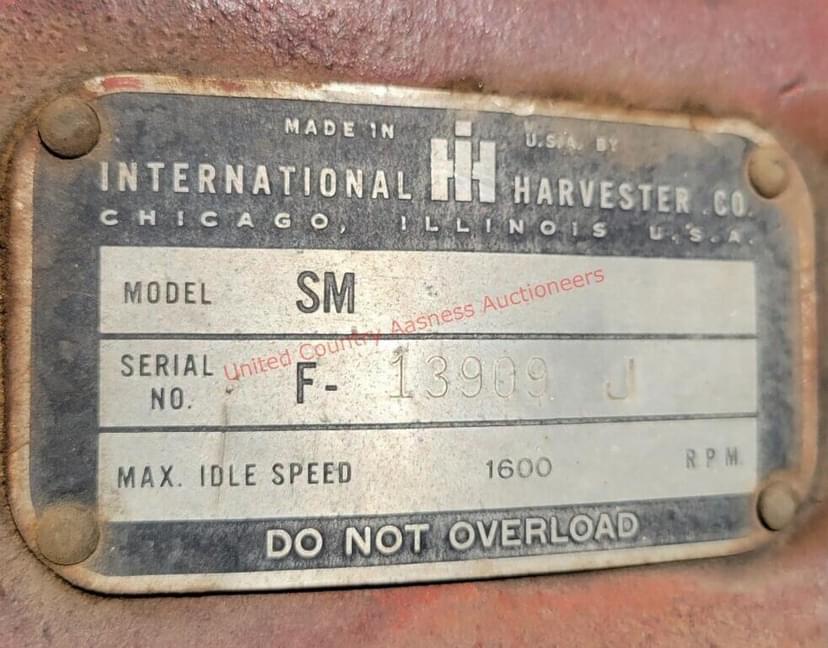 MADE IN IH U.S.A. BY
INTERNATIONAL HARVESTER CO.
CHICAGO, ILLINOIS U.S.A.
MODEL SM
SERIAL NO. F- 13909 J
MAX. IDLE SPEED 1600 R P M.
DO NOT OVERLOAD
United Country Aasness Auctioneers